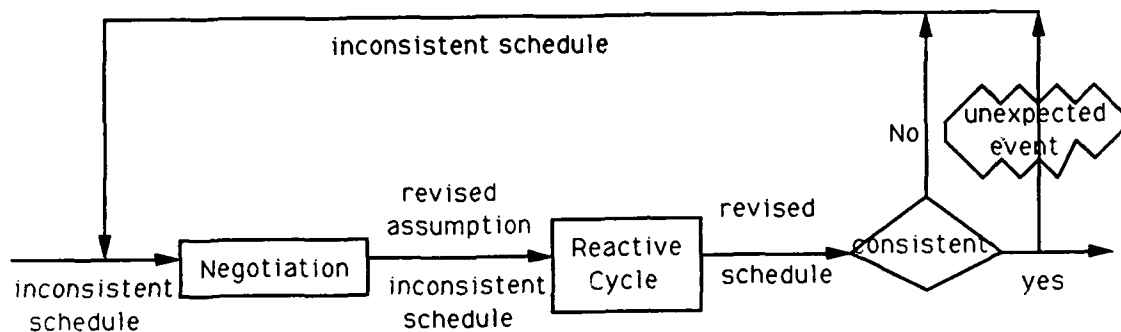 inconsistent schedule
unexpected
event
No
revised
assumption
revised
Negotiation
Reactive
Cycle
consistent
inconsistent
schedule
inconsistent
schedule
schedule
yes